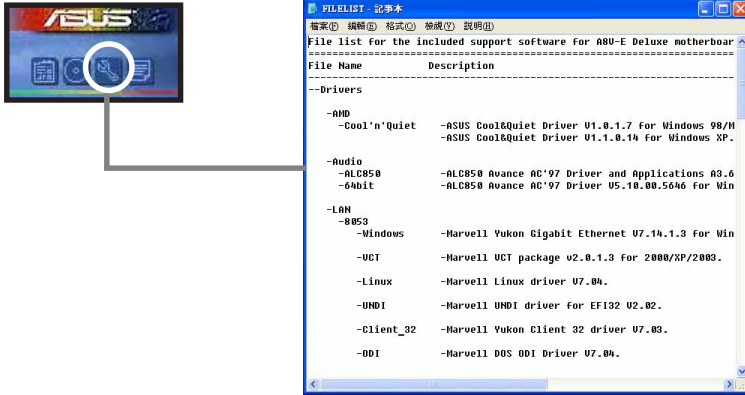 ASUS
FILELIST - 記事本
檔案(F) 編輯(E) 格式(O) 檢視(V) 說明(H)
File list for the included support software for A8V-E Deluxe motherboar
================================================================
File Name Description
----------------------------------------------------------------
--Drivers
-AMD
-Cool'n'Quiet -ASUS Cool&Quiet Driver V1.0.1.7 for Windows 98/M
-ASUS Cool&Quiet Driver V1.1.0.14 for Windows XP.
-Audio
-ALC850 -ALC850 Avance AC'97 Driver and Applications A3.6
-64bit -ALC850 Avance AC'97 Driver V5.10.00.5646 for Win
-LAN
-8053
-Windows -Marvell Yukon Gigabit Ethernet V7.14.1.3 for Win
-VCT -Marvell VCT package v2.0.1.3 for 2000/XP/2003.
-Linux -Marvell Linux driver V7.04.
-UNDI -Marvell UNDI driver for EFI32 V2.02.
-Client_32 -Marvell Yukon Client 32 driver V7.03.
-ODI -Marvell DOS ODI Driver V7.04.